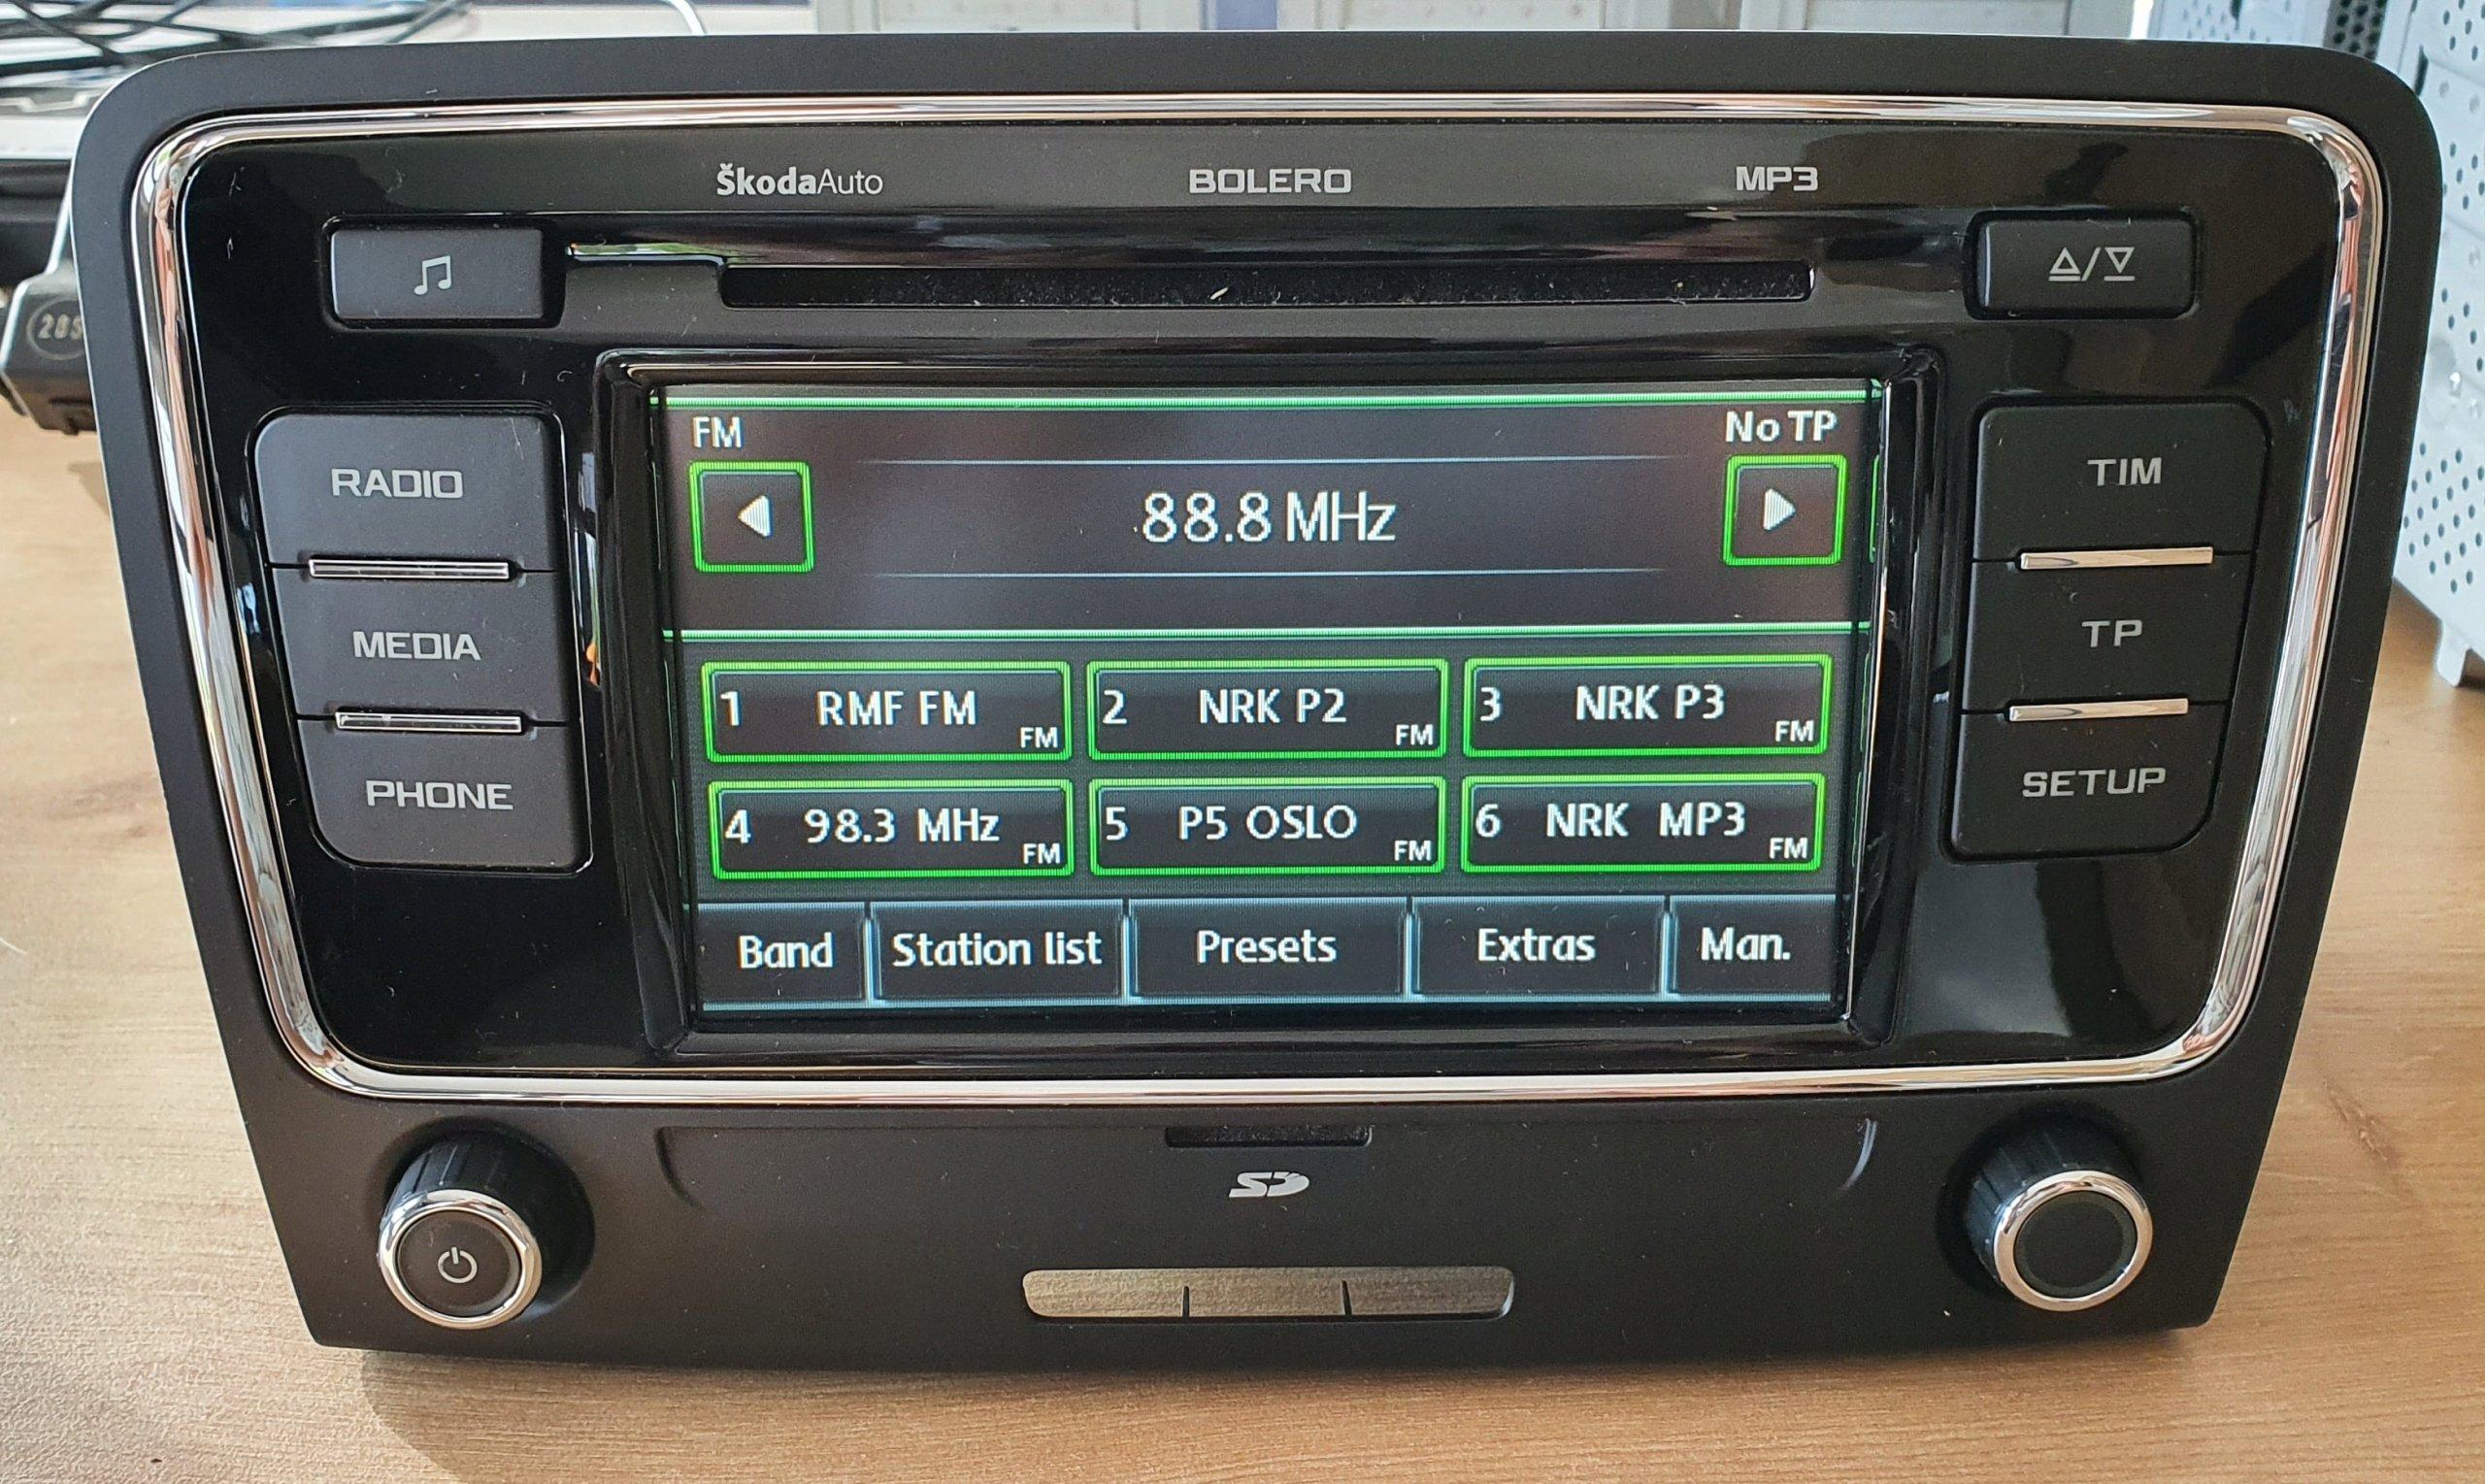 ŠkodaAuto BOLERO MP3
RADIO
MEDIA
PHONE
FM No TP
88.8 MHz
1 RMF FM FM
2 NRK P2 FM
3 NRK P3 FM
4 98.3 MHz FM
5 P5 OSLO FM
6 NRK MP3 FM
Band Station list Presets Extras Man.
TIM
TP
SETUP
SD